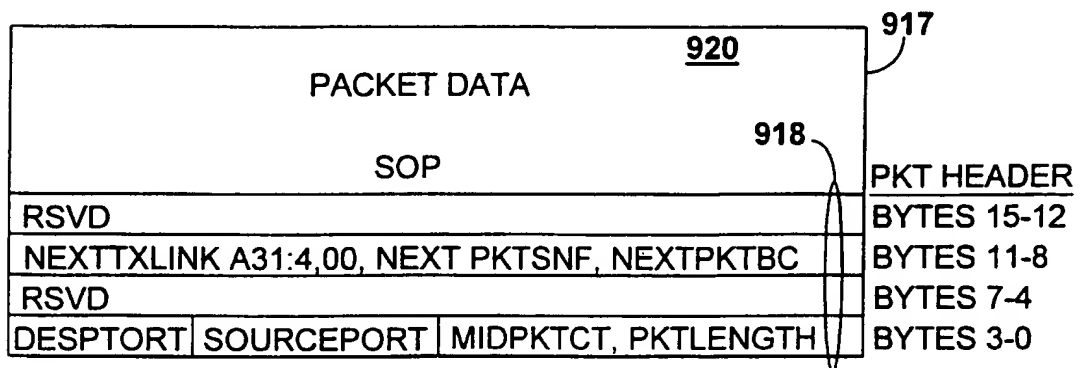 917
920
PACKET DATA
918
SOP
PKT HEADER
RSVD BYTES 15-12
NEXTTXLINK A31:4,00, NEXT PKTSNF, NEXTPKTBC BYTES 11-8
RSVD BYTES 7-4
DESPTORT SOURCEPORT MIDPKTCT, PKTLENGTH BYTES 3-0